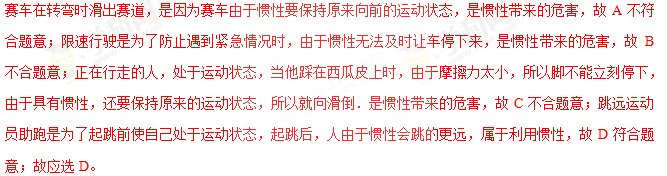 赛车在转弯时滑出赛道，是因为赛车由于惯性要保持原来向前的运动状态，是惯性带来的危害，故 A 不符
合题意；限速行驶是为了防止遇到紧急情况时，由于惯性无法及时让车停下来，是惯性带来的危害，故 B
不合题意；正在行走的人，处于运动状态，当他踩在西瓜皮上时，由于摩擦力太小，所以脚不能立刻停下，
由于具有惯性，还要保持原来的运动状态，所以就向滑倒．是惯性带来的危害，故 C 不合题意；跳远运动
员助跑是为了起跳前使自己处于运动状态，起跳后，人由于惯性会跳的更远，属于利用惯性，故 D 符合题
意；故应选 D。